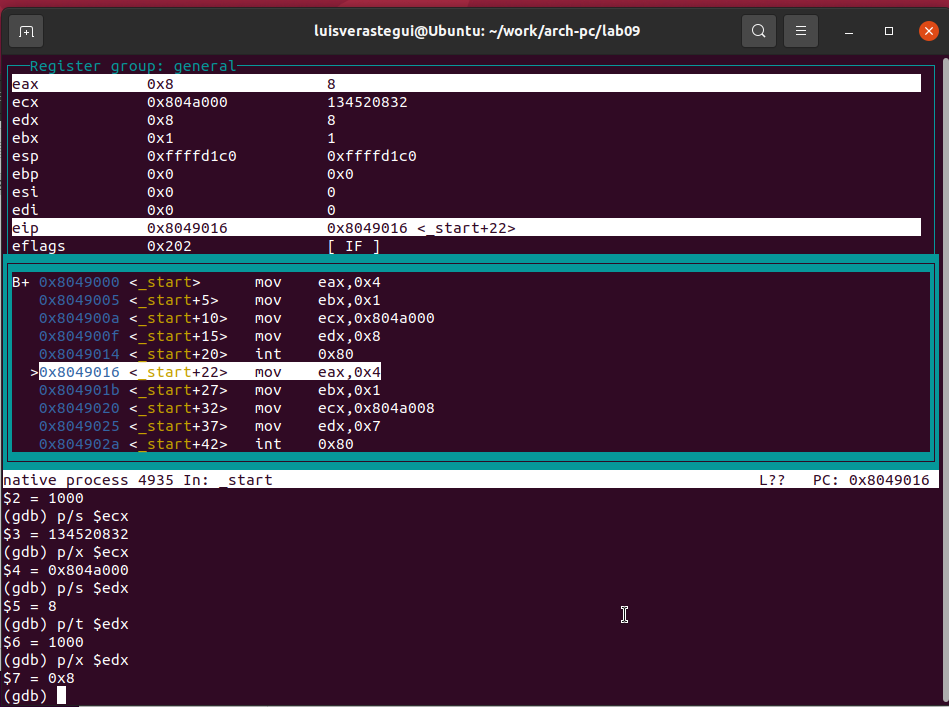 luisverastegui@Ubuntu: ~/work/arch-pc/lab09
Register group: general
eax 0x8 8
ecx 0x804a000 134520832
edx 0x8 8
ebx 0x1 1
esp 0xffffd1c0 0xffffd1c0
ebp 0x0 0x0
esi 0x0 0
edi 0x0 0
eip 0x8049016 0x8049016 <_start+22>
eflags 0x202 [ IF ]
B+ 0x8049000 <_start> mov eax,0x4
0x8049005 <_start+5> mov ebx,0x1
0x804900a <_start+10> mov ecx,0x804a000
0x804900f <_start+15> mov edx,0x8
0x8049014 <_start+20> int 0x80
>0x8049016 <_start+22> mov eax,0x4
0x804901b <_start+27> mov ebx,0x1
0x8049020 <_start+32> mov ecx,0x804a008
0x8049025 <_start+37> mov edx,0x7
0x804902a <_start+42> int 0x80
native process 4935 In: _start L?? PC: 0x8049016
$2 = 1000
(gdb) p/s $ecx
$3 = 134520832
(gdb) p/x $ecx
$4 = 0x804a000
(gdb) p/s $edx
$5 = 8
(gdb) p/t $edx
$6 = 1000
(gdb) p/x $edx
$7 = 0x8
(gdb)